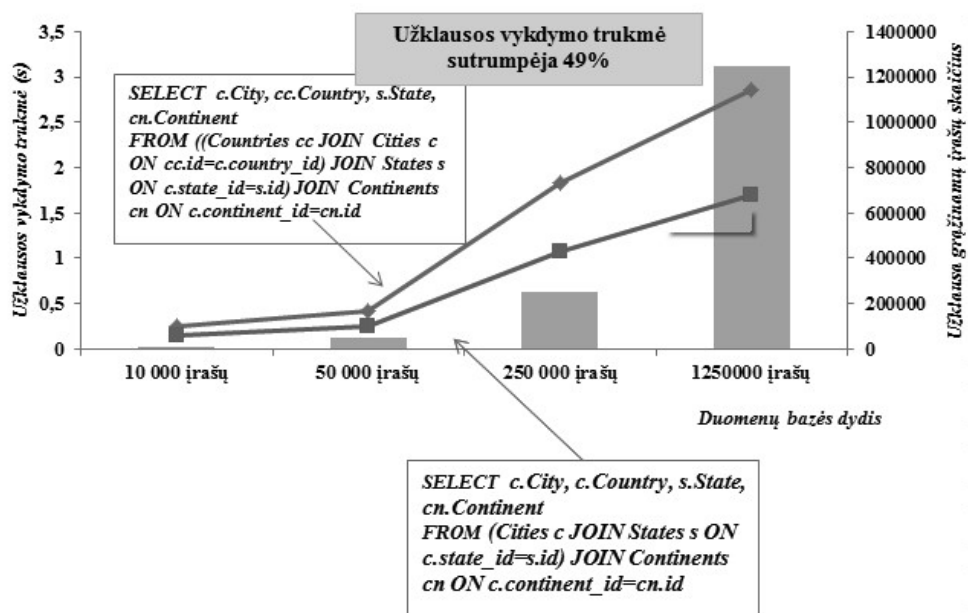 Užklausos vykdymo trukmė
sutrumpėja 49%
SELECT c.City, cc.Country, s.State,
cn.Continent
FROM ((Countries cc JOIN Cities c
ON cc.id=c.country_id) JOIN States s
ON c.state_id=s.id) JOIN Continents
cn ON c.continent_id=cn.id
Užklausos vykdymo trukmė (s)
3,5
3
2,5
2
1,5
1
0,5
0
1400000
1200000
1000000
800000
600000
400000
200000
0
Užklausa grąžinamų įrašų skaičius
10 000 įrašų
50 000 įrašų
250 000 įrašų
1250000 įrašų
Duomenų bazės dydis
SELECT c.City, c.Country, s.State,
cn.Continent
FROM (Cities c JOIN States s ON
c.state_id=s.id) JOIN Continents
cn ON c.continent_id=cn.id